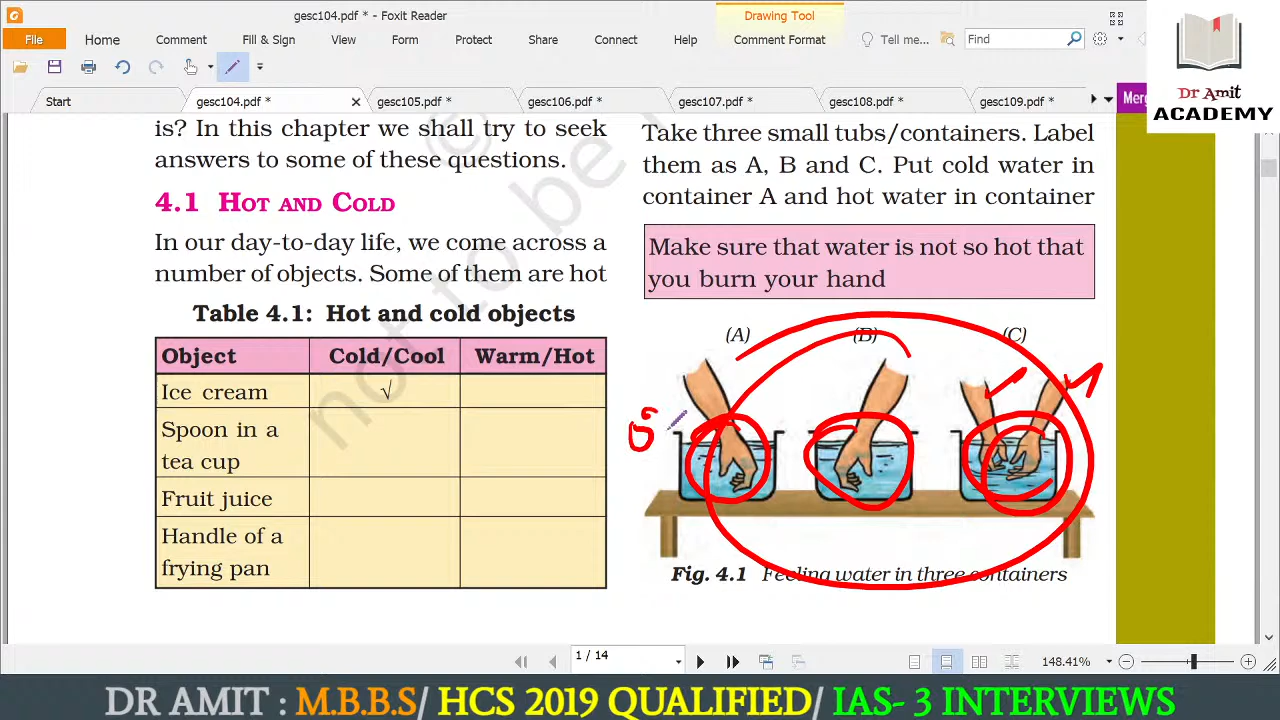 gesc104.pdf * - Foxit Reader
Drawing Tool
File
Home
Comment
Fill & Sign
View
Form
Protect
Share
Connect
Help
Comment Format
Tell me...
Find
Start
gesc104.pdf *
gesc105.pdf *
gesc106.pdf *
gesc107.pdf *
gesc108.pdf *
gesc109.pdf *
Dr Amit
ACADEMY
is? In this chapter we shall try to seek
answers to some of these questions.
4.1 HOT AND COLD
In our day-to-day life, we come across a
number of objects. Some of them are hot
Table 4.1: Hot and cold objects
Object Cold/Cool Warm/Hot
Ice cream √
Spoon in a
tea cup
Fruit juice
Handle of a
frying pan
not to be
Take three small tubs/containers. Label
them as A, B and C. Put cold water in
container A and hot water in container
Make sure that water is not so hot that
you burn your hand
(A) (B) (C)
Fig. 4.1 Feeling water in three containers
1 / 14
148.41%
DR AMIT : M.B.B.S/ HCS 2019 QUALIFIED/ IAS- 3 INTERVIEWS